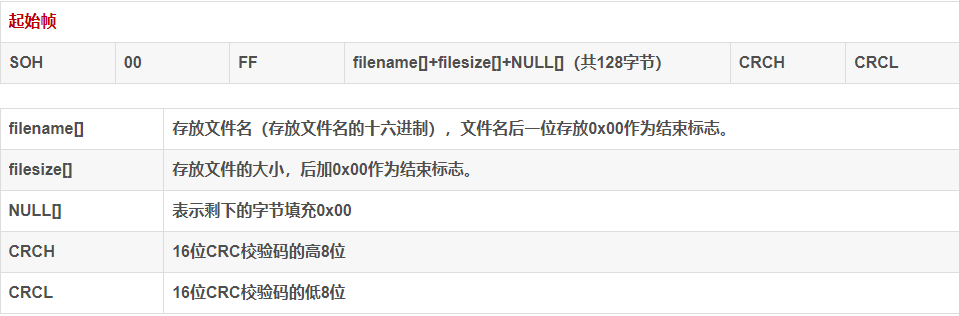 起始帧
SOH 00 FF filename[]+filesize[]+NULL[]（共128字节） CRCH CRCL
filename[] 存放文件名（存放文件名的十六进制），文件名后一位存放0x00作为结束标志。
filesize[] 存放文件的大小，后加0x00作为结束标志。
NULL[] 表示剩下的字节填充0x00
CRCH 16位CRC校验码的高8位
CRCL 16位CRC校验码的低8位